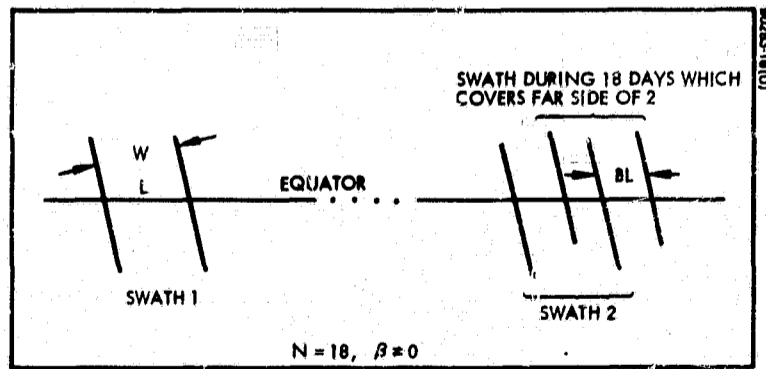 SWATH DURING 18 DAYS WHICH
COVERS FAR SIDE OF 2
W
L
EQUATOR
BL
SWATH 1
SWATH 2
N = 18, β ≠ 0